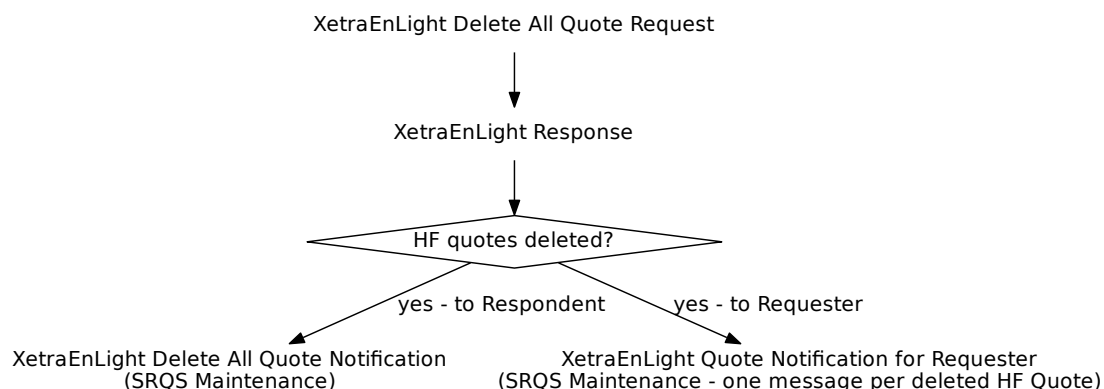 XetraEnLight Delete All Quote Request
XetraEnLight Response
HF quotes deleted?
yes - to Respondent
yes - to Requester
XetraEnLight Delete All Quote Notification
(SRQS Maintenance)
XetraEnLight Quote Notification for Requester
(SRQS Maintenance - one message per deleted HF Quote)